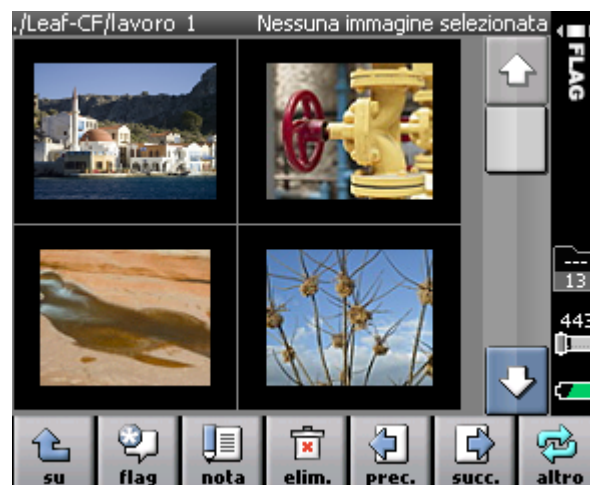 ./Leaf-CF/lavoro 1 Nessuna immagine selezionata
FLAG
---
13
443
su flag nota elim. prec. succ. altro